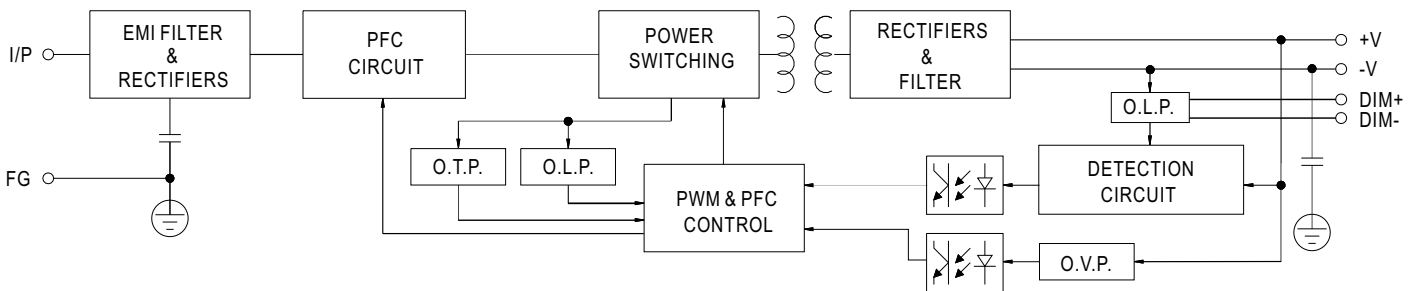 I/P
EMI FILTER
&
RECTIFIERS
PFC
CIRCUIT
POWER
SWITCHING
RECTIFIERS
&
FILTER
+V
-V
DIM+
DIM-
O.L.P.
O.T.P.
O.L.P.
FG
PWM & PFC
CONTROL
DETECTION
CIRCUIT
O.V.P.